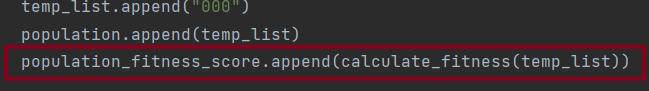 temp_list.append("000")
population.append(temp_list)
population_fitness_score.append(calculate_fitness(temp_list))